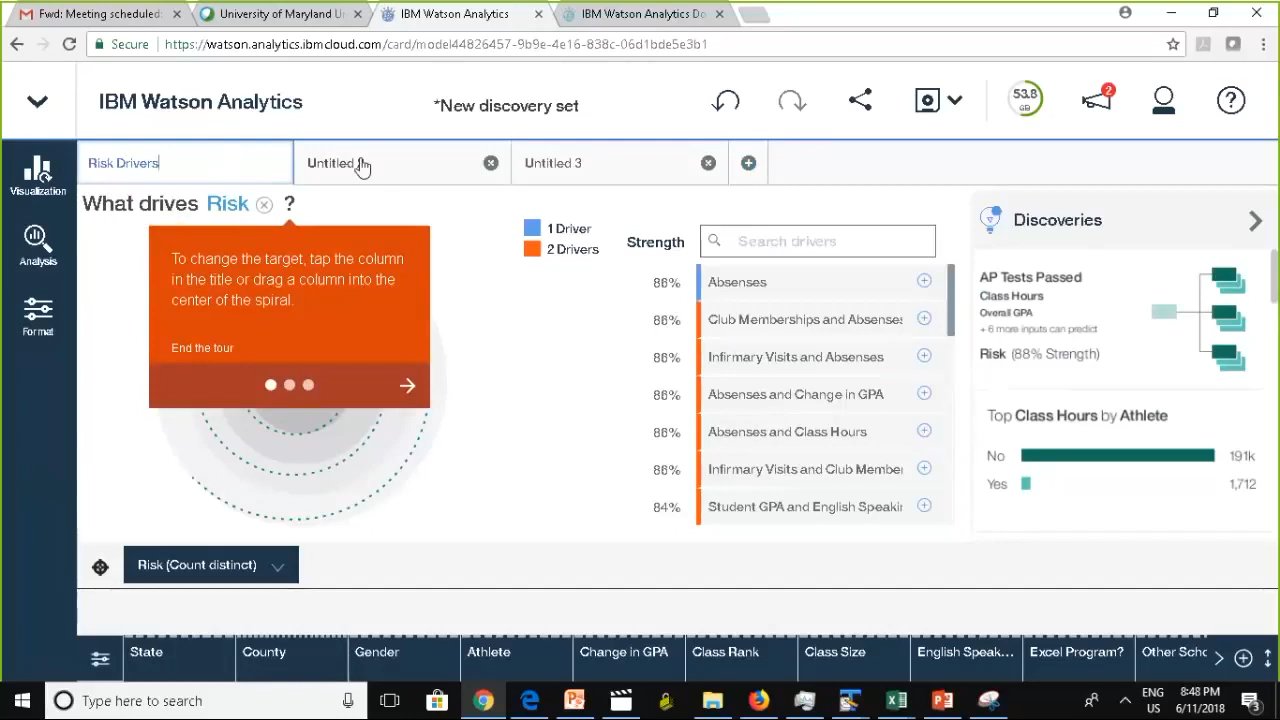 Fwd: Meeting scheduled
University of Maryland U
IBM Watson Analytics
IBM Watson Analytics Do
Secure
https://watson.analytics.ibmcloud.com/card/model44826457-9b9e-4e16-838c-06d1bde5e3b1
IBM Watson Analytics
*New discovery set
53.8
GB
2
Risk Drivers
Untitled
Untitled 3
Visualization
Analysis
Format
What drives Risk ?
To change the target, tap the column
in the title or drag a column into the
center of the spiral.
End the tour
1 Driver
2 Drivers
Strength
Search drivers
86% Absenses
86% Club Memberships and Absenses
86% Infirmary Visits and Absenses
86% Absenses and Change in GPA
86% Absenses and Class Hours
86% Infirmary Visits and Club Member
84% Student GPA and English Speakin
Discoveries
AP Tests Passed
Class Hours
Overall GPA
+ 6 more inputs can predict
Risk (88% Strength)
Top Class Hours by Athlete
No 191k
Yes 1,712
Risk (Count distinct)
State
County
Gender
Athlete
Change in GPA
Class Rank
Class Size
English Speak...
Excel Program?
Other Scho
Type here to search
ENG
US
8:48 PM
6/11/2018
3